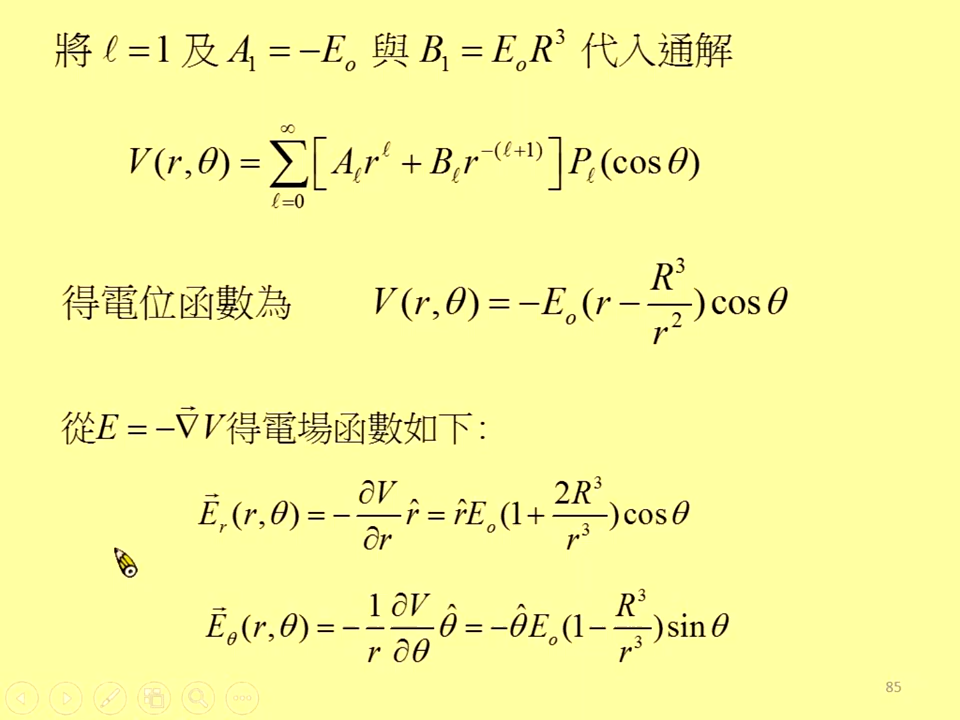 將 ℓ = 1 及 A₁ = −Eₒ 與 B₁ = EₒR³ 代入通解
V(r,θ) = ∑_{ℓ=0}^{∞} [A_ℓ r^ℓ + B_ℓ r^{−(ℓ+1)}] P_ℓ(cosθ)
得電位函數為 V(r,θ) = −Eₒ(r − R³/r²)cosθ
從E = −∇⃗V得電場函數如下:
E⃗ᵣ(r,θ) = −∂V/∂r r̂ = r̂Eₒ(1 + 2R³/r³)cosθ
E⃗_θ(r,θ) = −(1/r) ∂V/∂θ θ̂ = −θ̂Eₒ(1 − R³/r³)sinθ
85